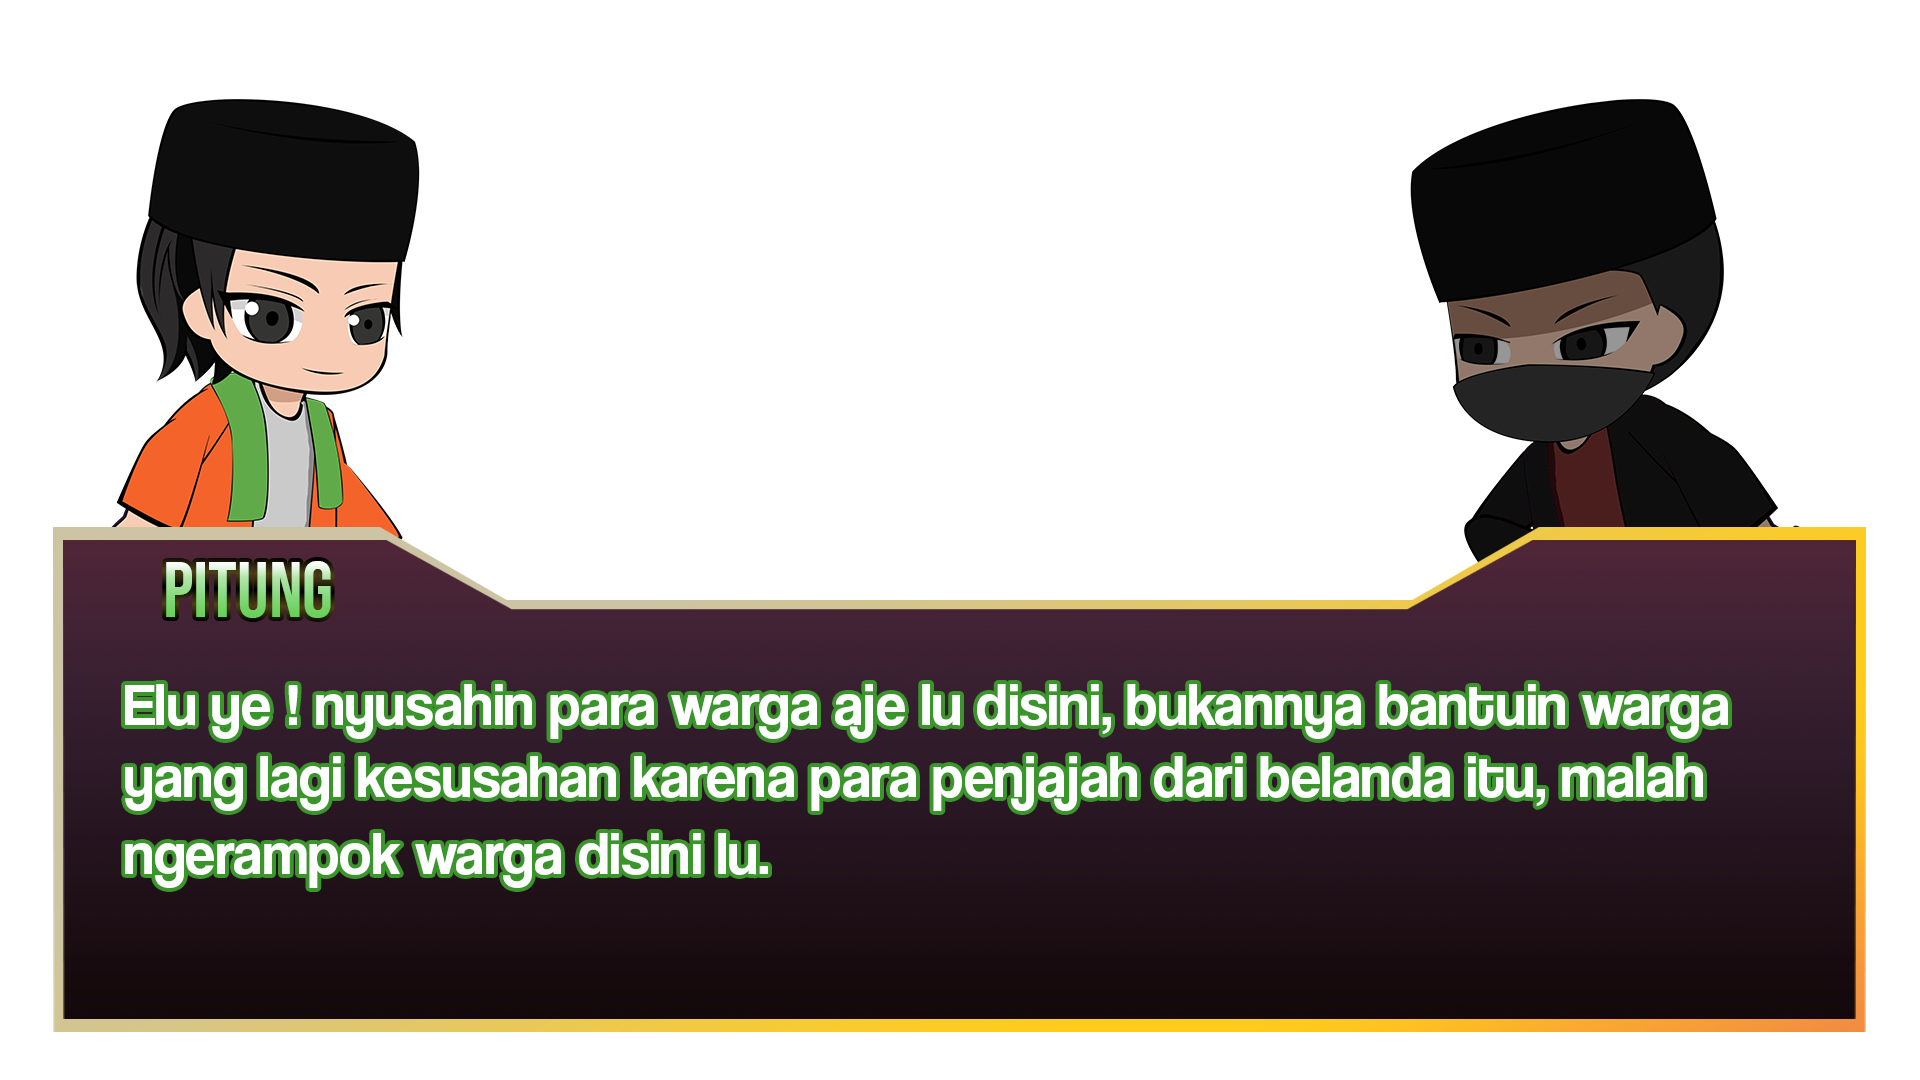 PITUNG
Elu ye ! nyusahin para warga aje lu disini, bukannya bantuin warga
yang lagi kesusahan karena para penjajah dari belanda itu, malah
ngerampok warga disini lu.